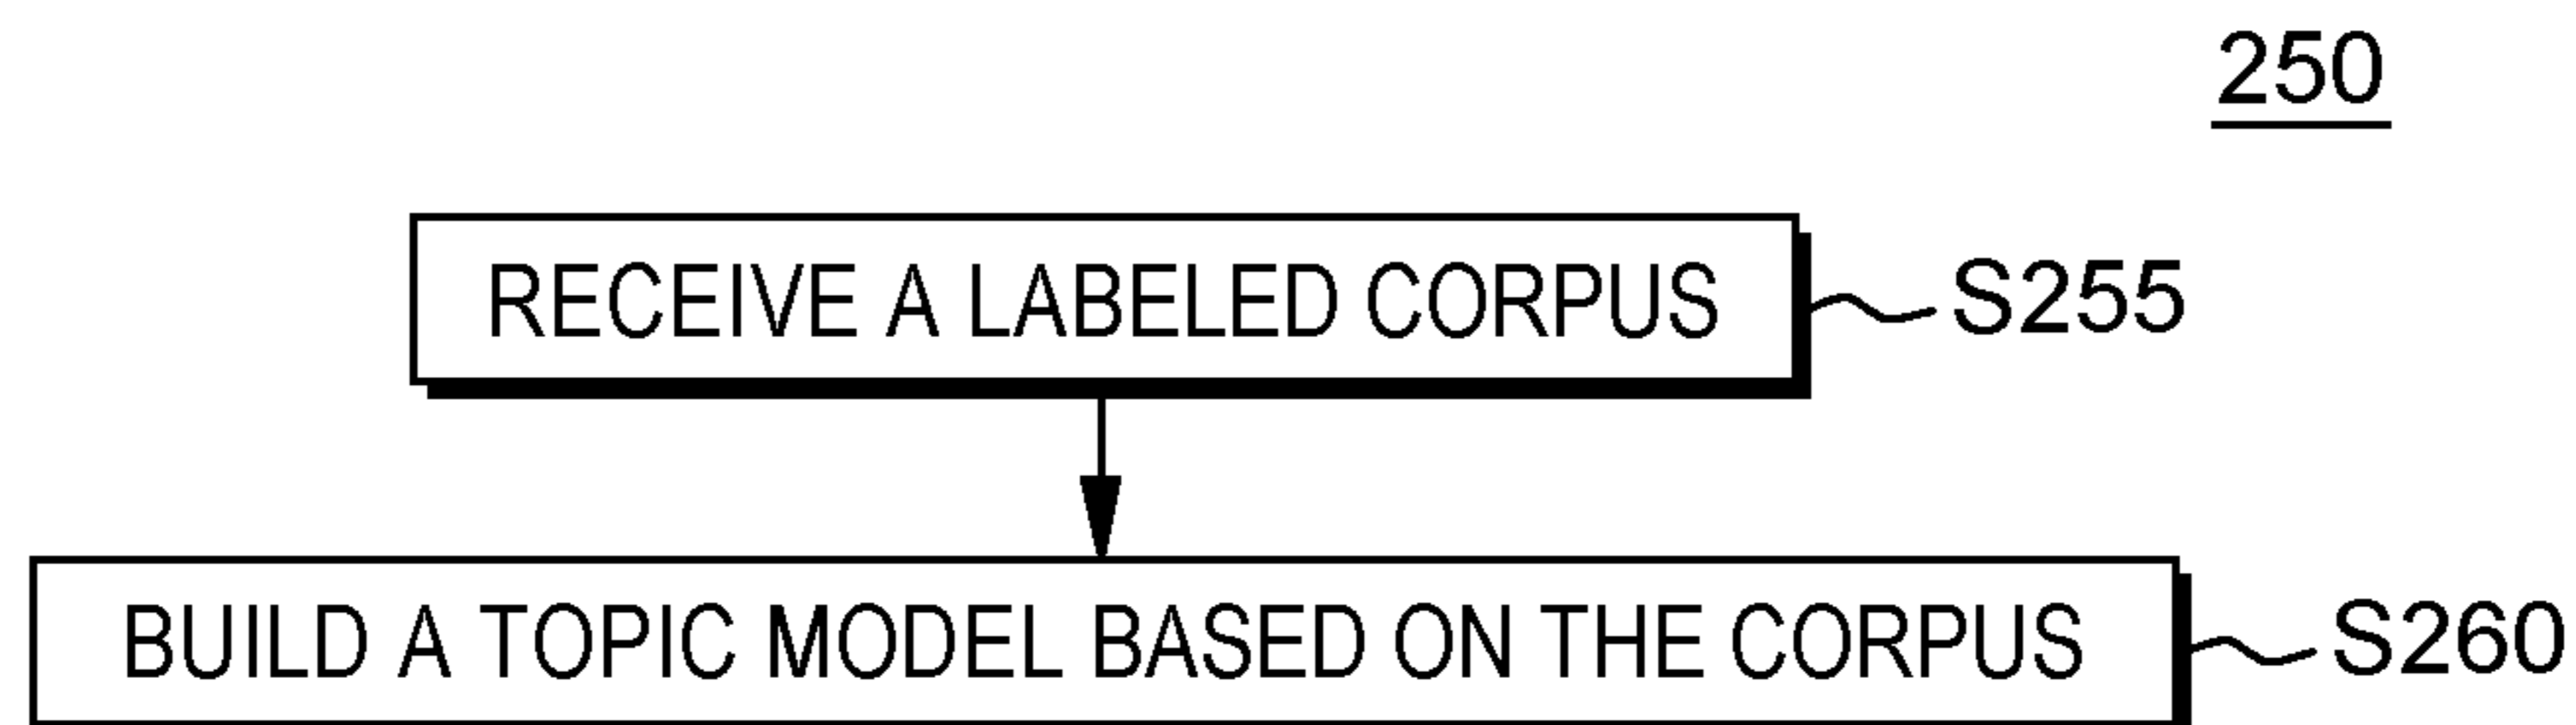 250
RECEIVE A LABELED CORPUS
S255
BUILD A TOPIC MODEL BASED ON THE CORPUS
S260